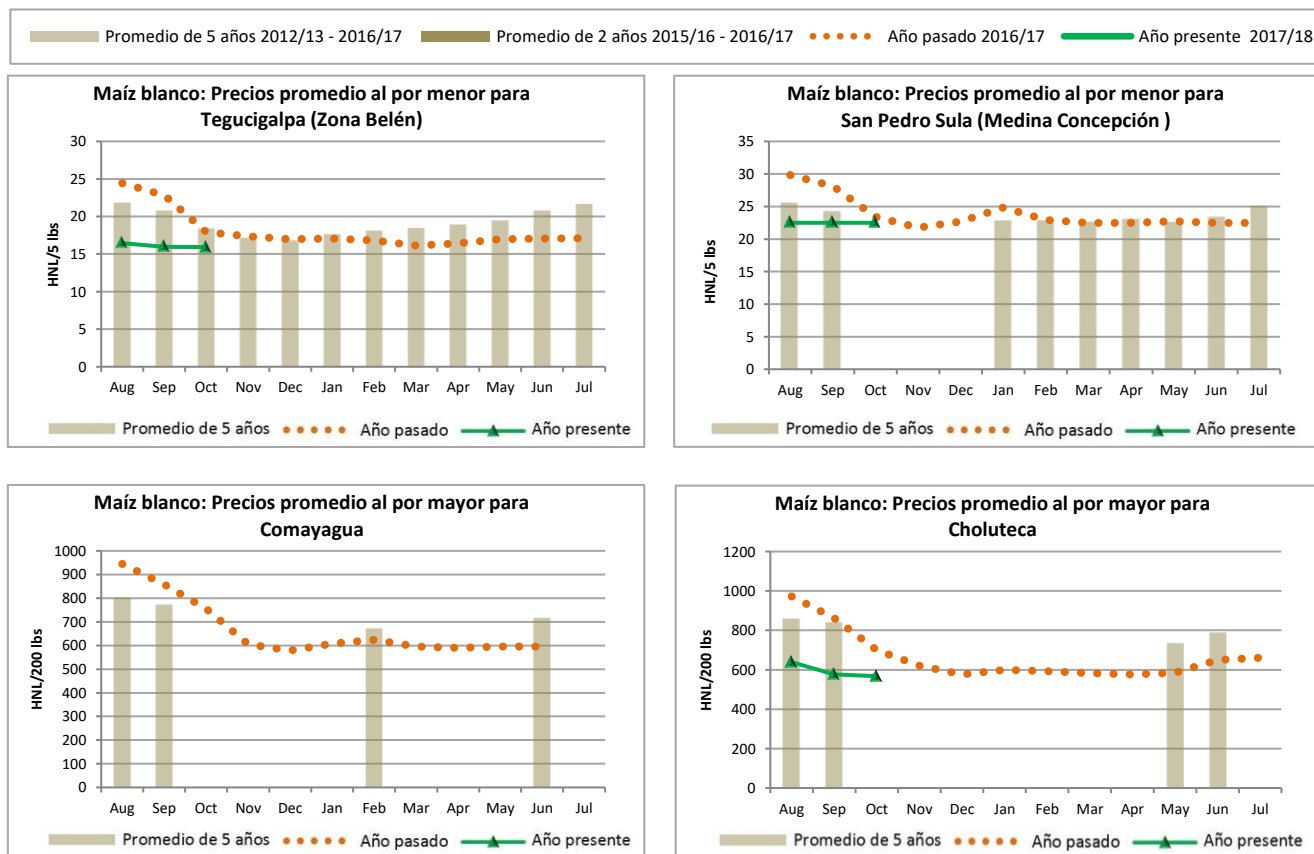 Promedio de 5 años 2012/13 - 2016/17 Promedio de 2 años 2015/16 - 2016/17 Año pasado 2016/17 Año presente 2017/18
Maíz blanco: Precios promedio al por menor para
Tegucigalpa (Zona Belén)
HNL/5 lbs
30
25
20
15
10
5
0
Aug Sep Oct Nov Dec Jan Feb Mar Apr May Jun Jul
Promedio de 5 años Año pasado Año presente
Maíz blanco: Precios promedio al por menor para
San Pedro Sula (Medina Concepción )
HNL/5 lbs
35
30
25
20
15
10
5
0
Aug Sep Oct Nov Dec Jan Feb Mar Apr May Jun Jul
Promedio de 5 años Año pasado Año presente
Maíz blanco: Precios promedio al por mayor para
Comayagua
HNL/200 lbs
1000
900
800
700
600
500
400
300
200
100
0
Aug Sep Oct Nov Dec Jan Feb Mar Apr May Jun Jul
Promedio de 5 años Año pasado Año presente
Maíz blanco: Precios promedio al por mayor para
Choluteca
HNL/200 lbs
1200
1000
800
600
400
200
0
Aug Sep Oct Nov Dec Jan Feb Mar Apr May Jun Jul
Promedio de 5 años Año pasado Año presente